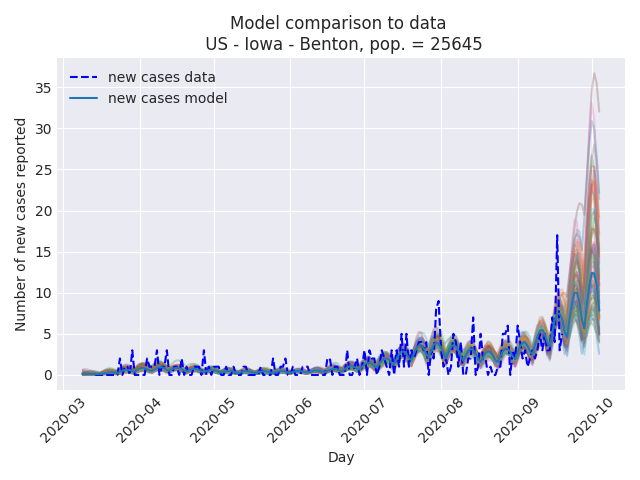 Model comparison to data
US - Iowa - Benton, pop. = 25645
new cases data
new cases model
Number of new cases reported
35
30
25
20
15
10
5
0
2020-03
2020-04
2020-05
2020-06
2020-07
2020-08
2020-09
2020-10
Day